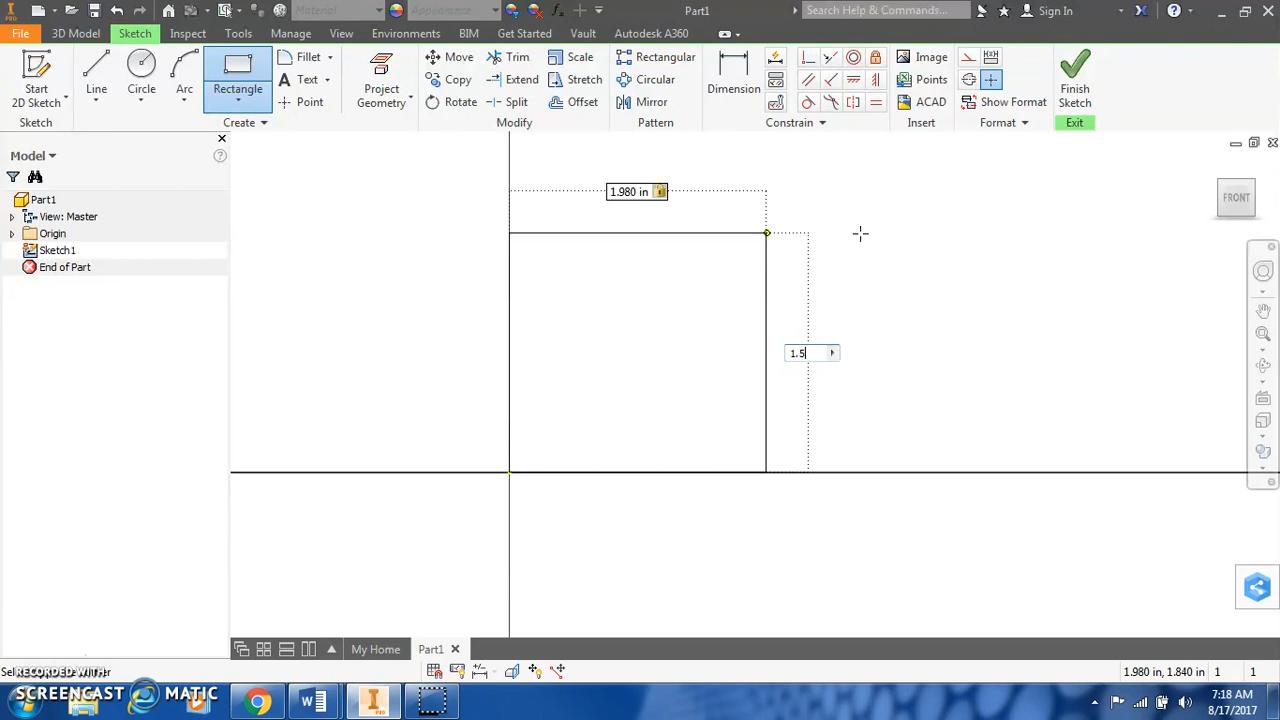 PRO
Material
Appearance
Part1
Search Help & Commands...
Sign In
File
3D Model
Sketch
Inspect
Tools
Manage
View
Environments
BIM
Get Started
Vault
Autodesk A360
Start
2D Sketch
Line
Circle
Arc
Rectangle
Fillet
Text
Point
Project
Geometry
Move
Copy
Rotate
Trim
Extend
Split
Scale
Stretch
Offset
Rectangular
Circular
Mirror
Dimension
Image
Points
ACAD
Show Format
Finish
Sketch
Sketch
Create
Modify
Pattern
Constrain
Insert
Format
Exit
Model
Part1
View: Master
Origin
Sketch1
End of Part
1.980 in
1.5
FRONT
My Home
Part1
1.980 in, 1.840 in
1
1
RECORDED WITH
SCREENCAST MATIC
PRO
7:18 AM
8/17/2017